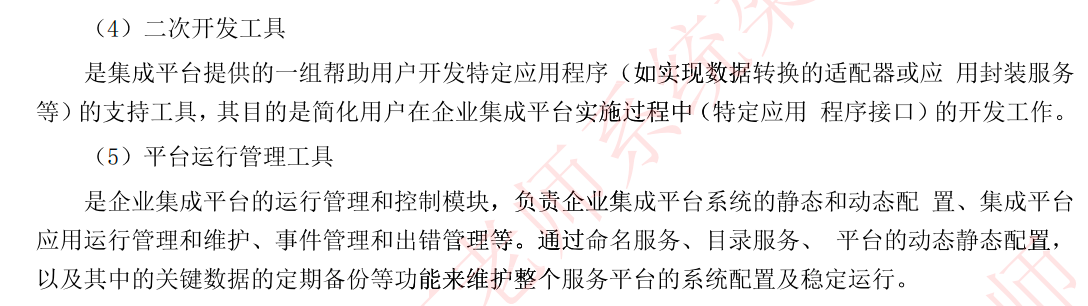 （4）二次开发工具
是集成平台提供的一组帮助用户开发特定应用程序（如实现数据转换的适配器或应 用封装服务
等）的支持工具，其目的是简化用户在企业集成平台实施过程中（特定应用 程序接口）的开发工作。
（5）平台运行管理工具
是企业集成平台的运行管理和控制模块，负责企业集成平台系统的静态和动态配 置、集成平台
应用运行管理和维护、事件管理和出错管理等。通过命名服务、目录服务、 平台的动态静态配置，
以及其中的关键数据的定期备份等功能来维护整个服务平台的系统配置及稳定运行。
老师系统架
师